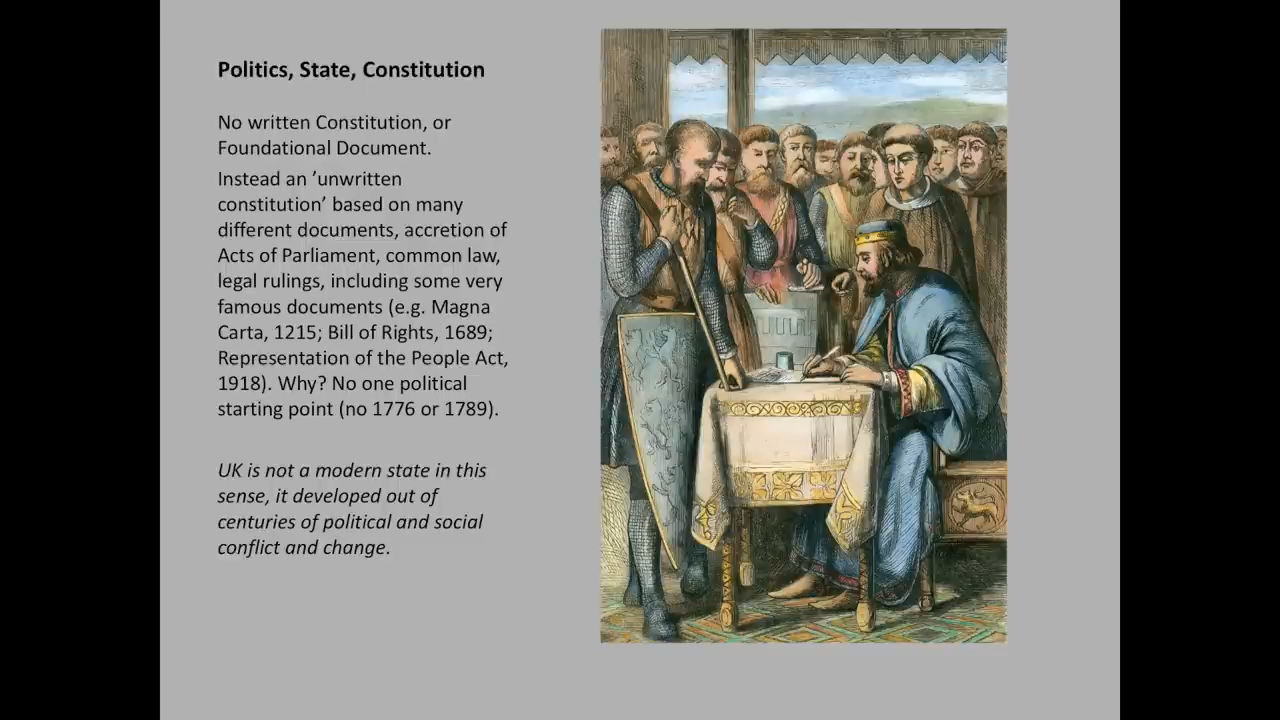 Politics, State, Constitution
No written Constitution, or
Foundational Document.
Instead an ’unwritten
constitution’ based on many
different documents, accretion of
Acts of Parliament, common law,
legal rulings, including some very
famous documents (e.g. Magna
Carta, 1215; Bill of Rights, 1689;
Representation of the People Act,
1918). Why? No one political
starting point (no 1776 or 1789).
UK is not a modern state in this
sense, it developed out of
centuries of political and social
conflict and change.